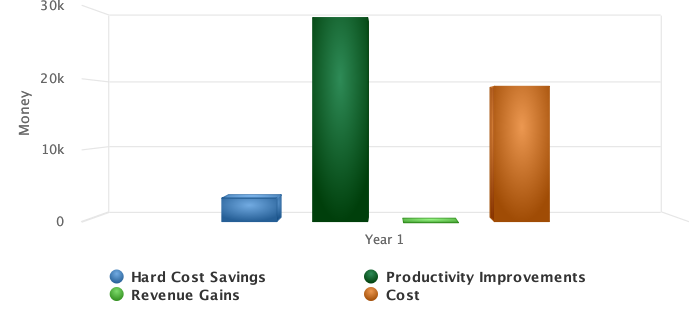 30k
20k
10k
0
Money
Year 1
Hard Cost Savings
Productivity Improvements
Revenue Gains
Cost